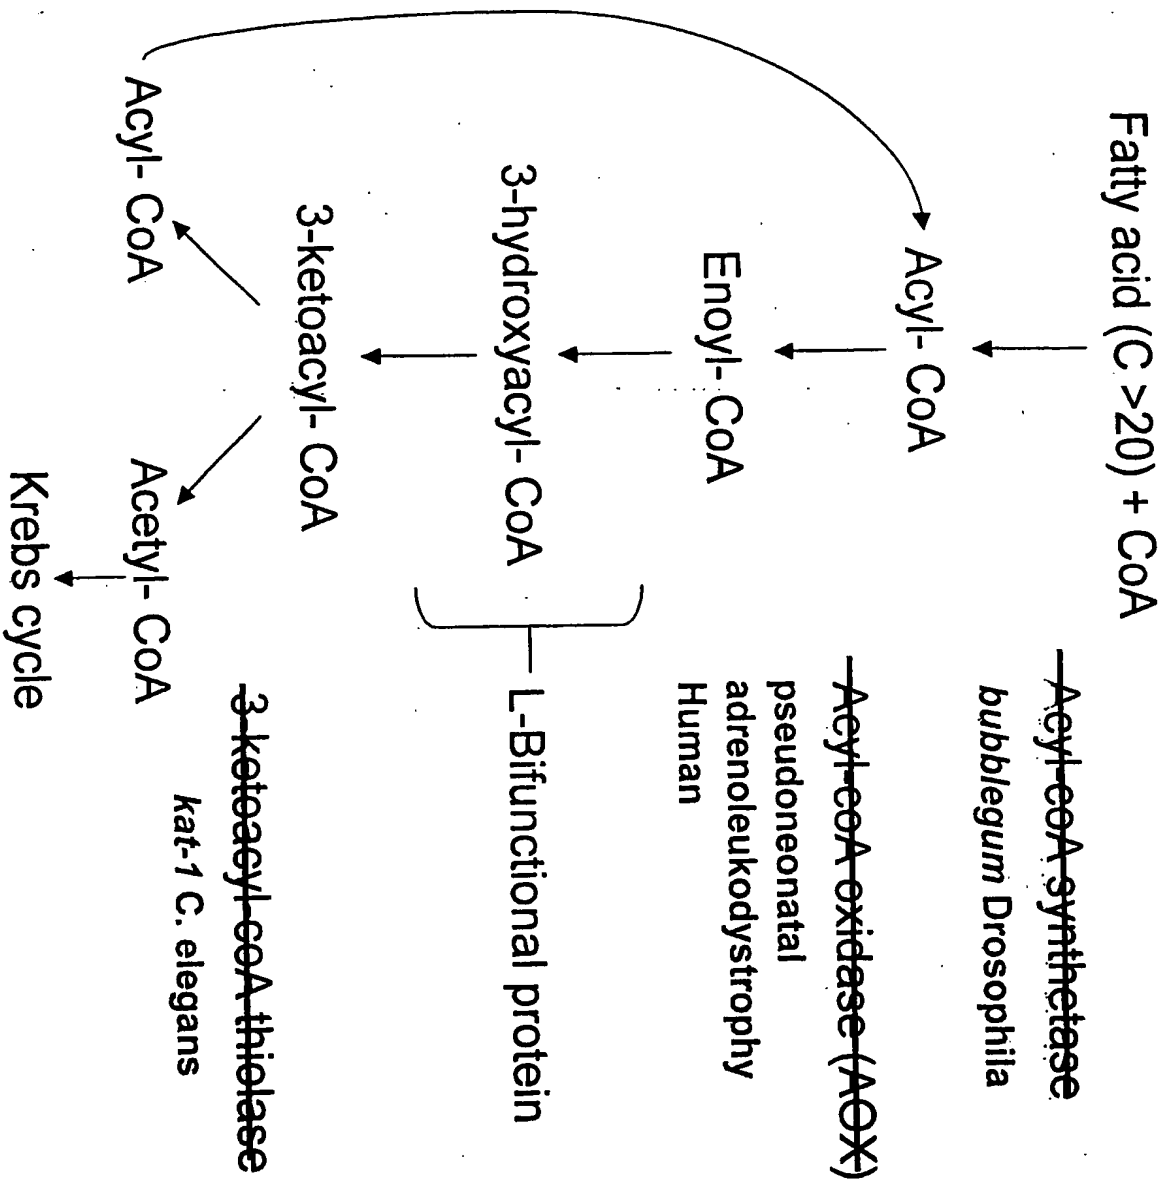 Fatty acid (C >20) + CoA
Acyl-coA synthetase
bubblegum Drosophila
Acyl- CoA
Acyl-coA oxidase (AOX)
pseudoneonatal
adrenoleukodystrophy
Human
Enoyl- CoA
3-hydroxyacyl- CoA
L-Bifunctional protein
3-ketoacyl- CoA
3-ketoacyl-coA thiolase
kat-1 C. elegans
Acyl- CoA
Acetyl- CoA
Krebs cycle